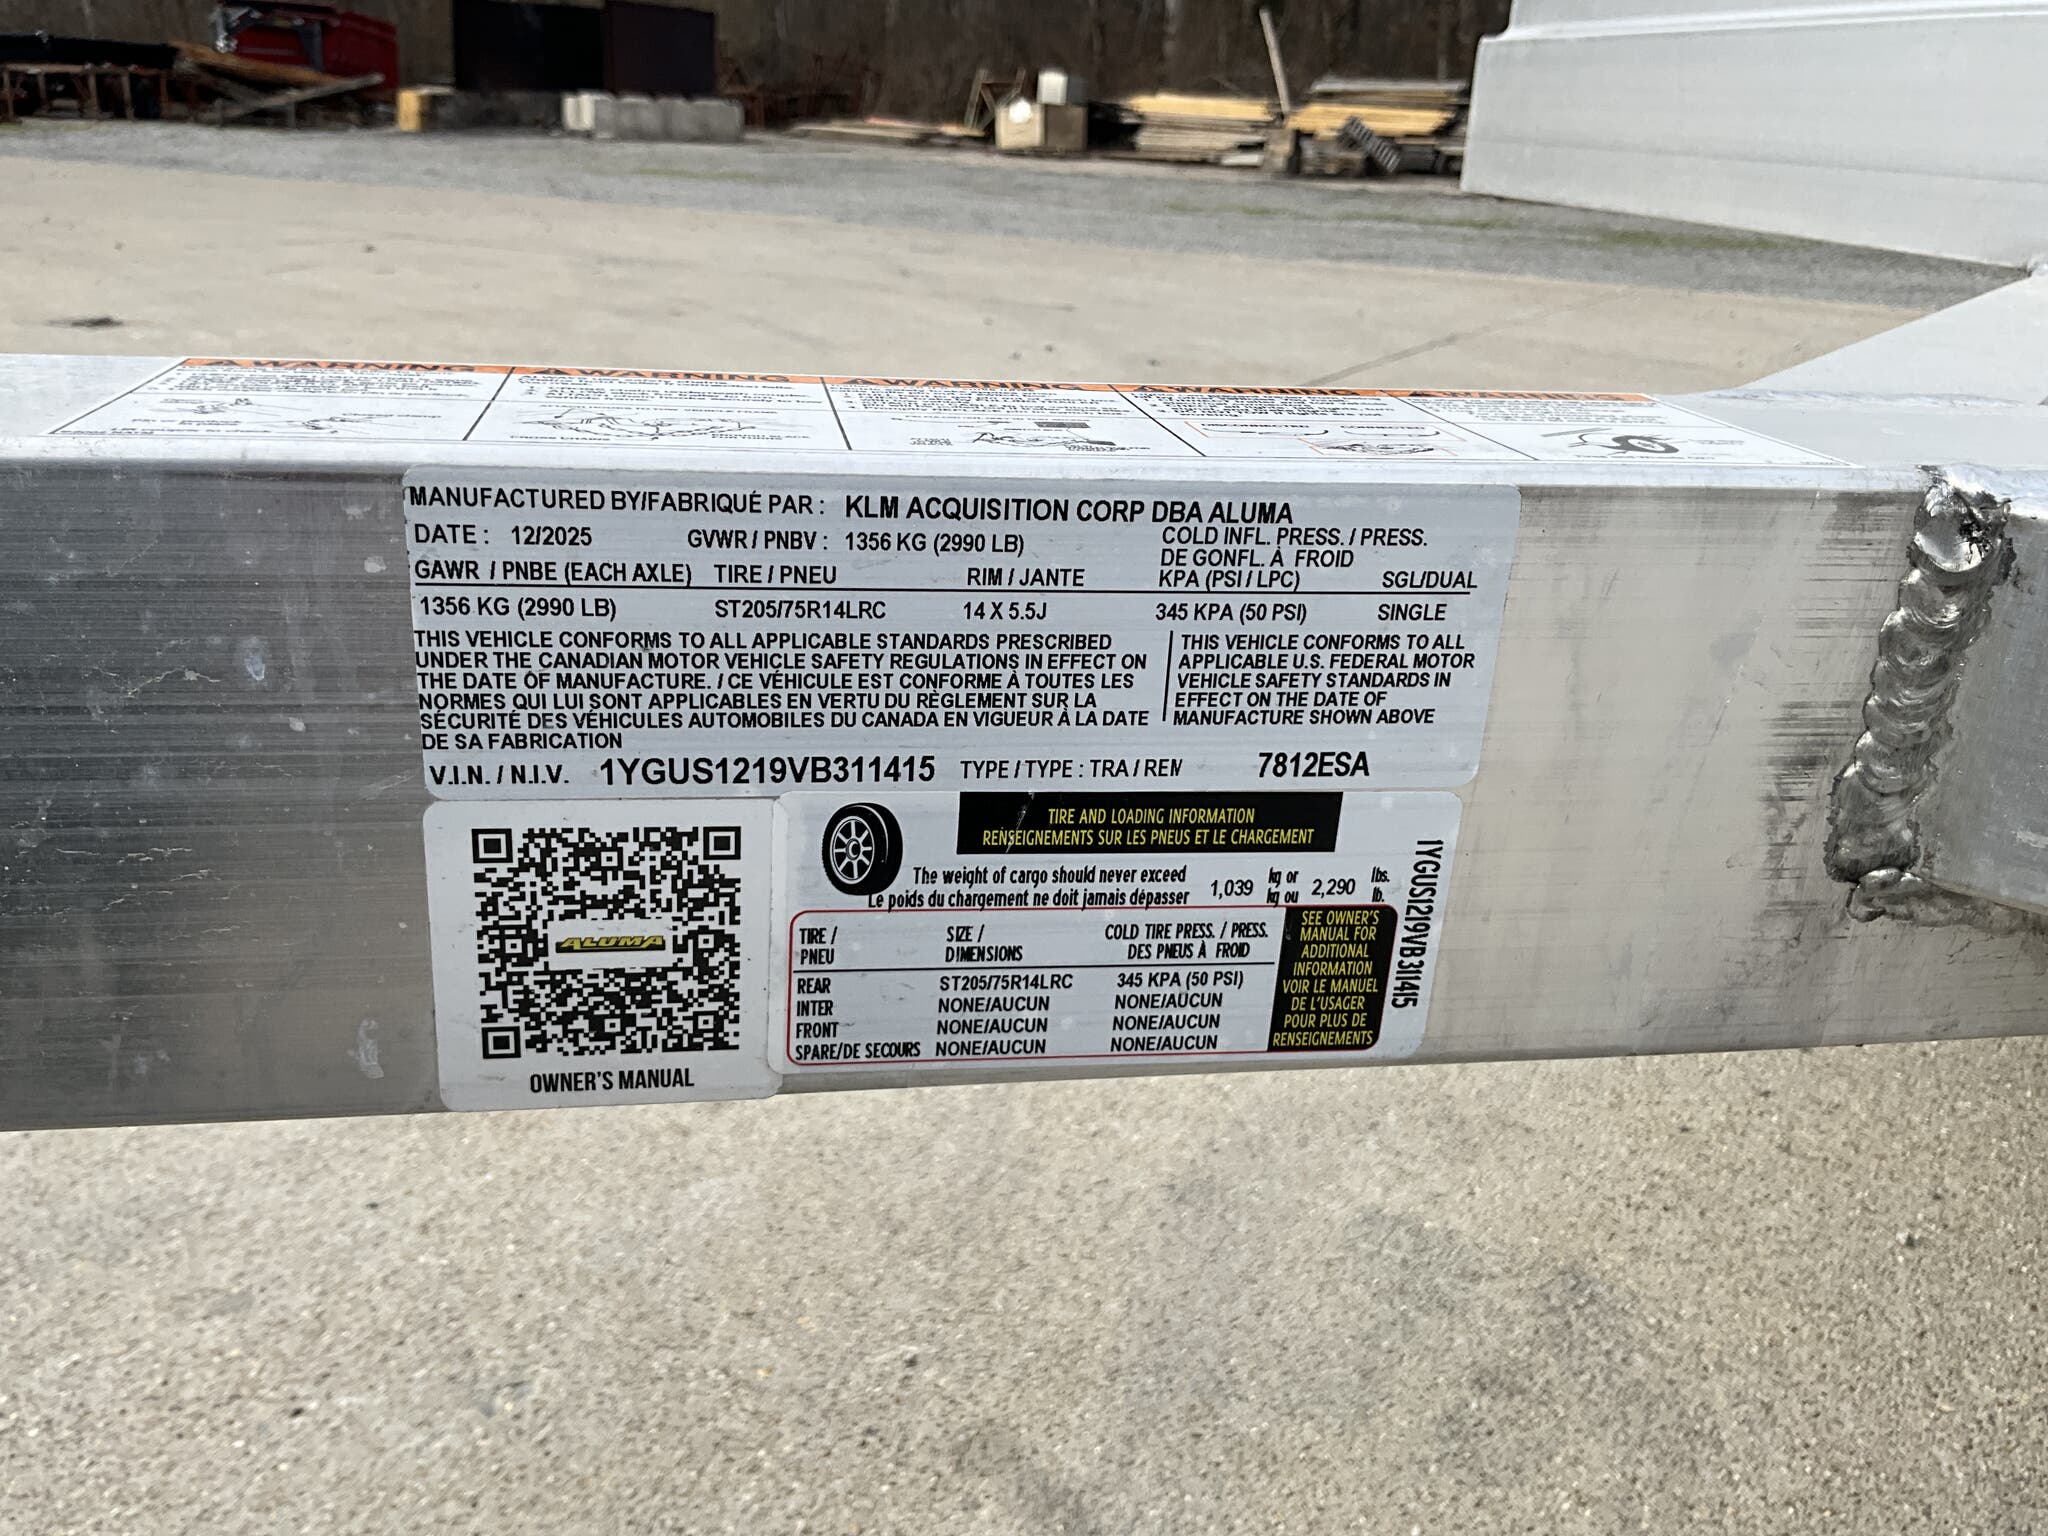 WARNING WARNING WARNING WARNING WARNING
DISCONNECTED CONNECTED
MANUFACTURED BY/FABRIQUÉ PAR : KLM ACQUISITION CORP DBA ALUMA
DATE : 12/2025 GVWR / PNBV : 1356 KG (2990 LB) COLD INFL. PRESS. / PRESS.
DE GONFL. À FROID
GAWR / PNBE (EACH AXLE) TIRE / PNEU RIM / JANTE KPA (PSI / LPC) SGL/DUAL
1356 KG (2990 LB) ST205/75R14LRC 14 X 5.5J 345 KPA (50 PSI) SINGLE
THIS VEHICLE CONFORMS TO ALL APPLICABLE STANDARDS PRESCRIBED
UNDER THE CANADIAN MOTOR VEHICLE SAFETY REGULATIONS IN EFFECT ON
THE DATE OF MANUFACTURE. / CE VÉHICULE EST CONFORME À TOUTES LES
NORMES QUI LUI SONT APPLICABLES EN VERTU DU RÈGLEMENT SUR LA
SÉCURITÉ DES VÉHICULES AUTOMOBILES DU CANADA EN VIGUEUR À LA DATE
DE SA FABRICATION
THIS VEHICLE CONFORMS TO ALL
APPLICABLE U.S. FEDERAL MOTOR
VEHICLE SAFETY STANDARDS IN
EFFECT ON THE DATE OF
MANUFACTURE SHOWN ABOVE
V.I.N. / N.I.V. 1YGUS1219VB311415 TYPE / TYPE : TRA / REM 7812ESA
ALUMA
OWNER'S MANUAL
TIRE AND LOADING INFORMATION
RENSEIGNEMENTS SUR LES PNEUS ET LE CHARGEMENT
The weight of cargo should never exceed kg or lbs.
Le poids du chargement ne doit jamais dépasser 1,039 kg ou 2,290 lb.
TIRE / SIZE / COLD TIRE PRESS. / PRESS.
PNEU DIMENSIONS DES PNEUS À FROID
REAR ST205/75R14LRC 345 KPA (50 PSI)
INTER NONE/AUCUN NONE/AUCUN
FRONT NONE/AUCUN NONE/AUCUN
SPARE/DE SECOURS NONE/AUCUN NONE/AUCUN
SEE OWNER'S
MANUAL FOR
ADDITIONAL
INFORMATION
VOIR LE MANUEL
DE L'USAGER
POUR PLUS DE
RENSEIGNEMENTS
1YGUS1219VB311415